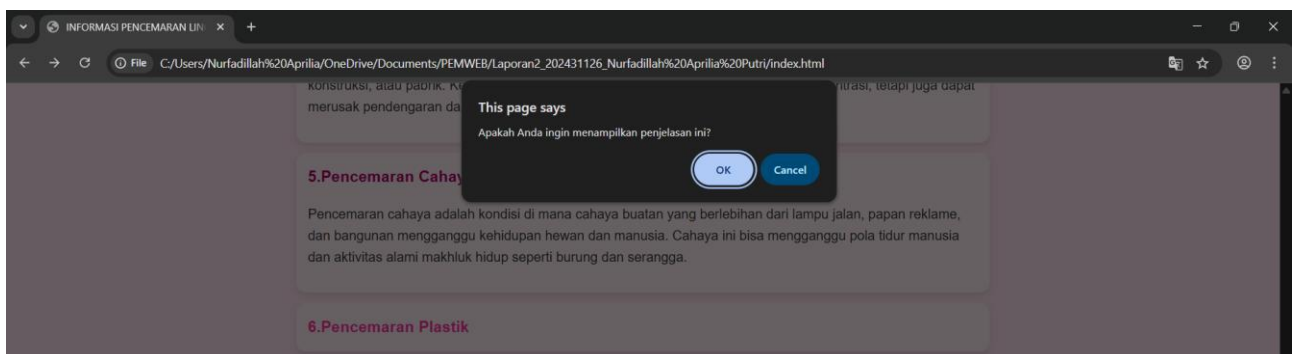 INFORMASI PENCEMARAN LIN
File C:/Users/Nurfadillah%20Aprilia/OneDrive/Documents/PEMWEB/Laporan2_202431126_Nurfadillah%20Aprilia%20Putri/index.html
konstruksi, atau pabrik. tetapi juga dapat
merusak pendengaran da
This page says
Apakah Anda ingin menampilkan penjelasan ini?
OK Cancel
5.Pencemaran Cahay
Pencemaran cahaya adalah kondisi di mana cahaya buatan yang berlebihan dari lampu jalan, papan reklame,
dan bangunan mengganggu kehidupan hewan dan manusia. Cahaya ini bisa mengganggu pola tidur manusia
dan aktivitas alami makhluk hidup seperti burung dan serangga.
6.Pencemaran Plastik